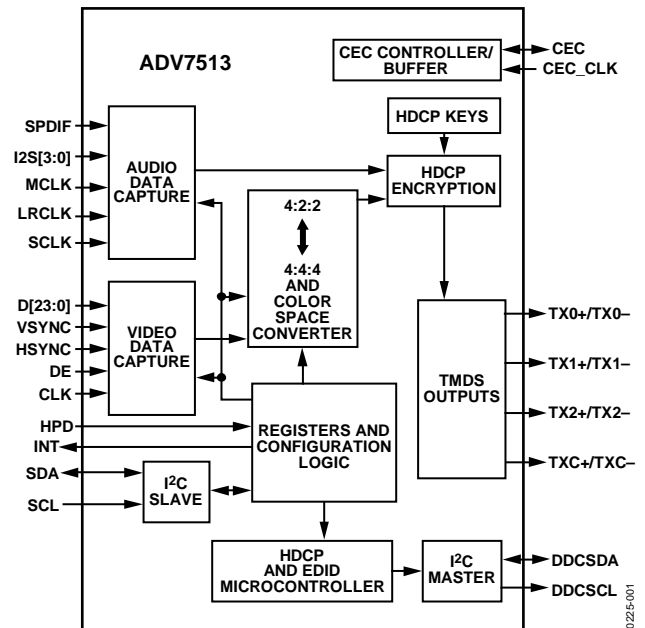 ADV7513
CEC CONTROLLER/
BUFFER
CEC
CEC_CLK
HDCP KEYS
SPDIF
I2S[3:0]
MCLK
LRCLK
SCLK
AUDIO
DATA
CAPTURE
HDCP
ENCRYPTION
4:2:2
4:4:4
AND
COLOR
SPACE
CONVERTER
D[23:0]
VSYNC
HSYNC
DE
CLK
VIDEO
DATA
CAPTURE
TMDS
OUTPUTS
TX0+/TX0–
TX1+/TX1–
TX2+/TX2–
TXC+/TXC–
HPD
INT
REGISTERS AND
CONFIGURATION
LOGIC
SDA
SCL
I²C
SLAVE
HDCP
AND EDID
MICROCONTROLLER
I²C
MASTER
DDCSDA
DDCSCL
0225-001